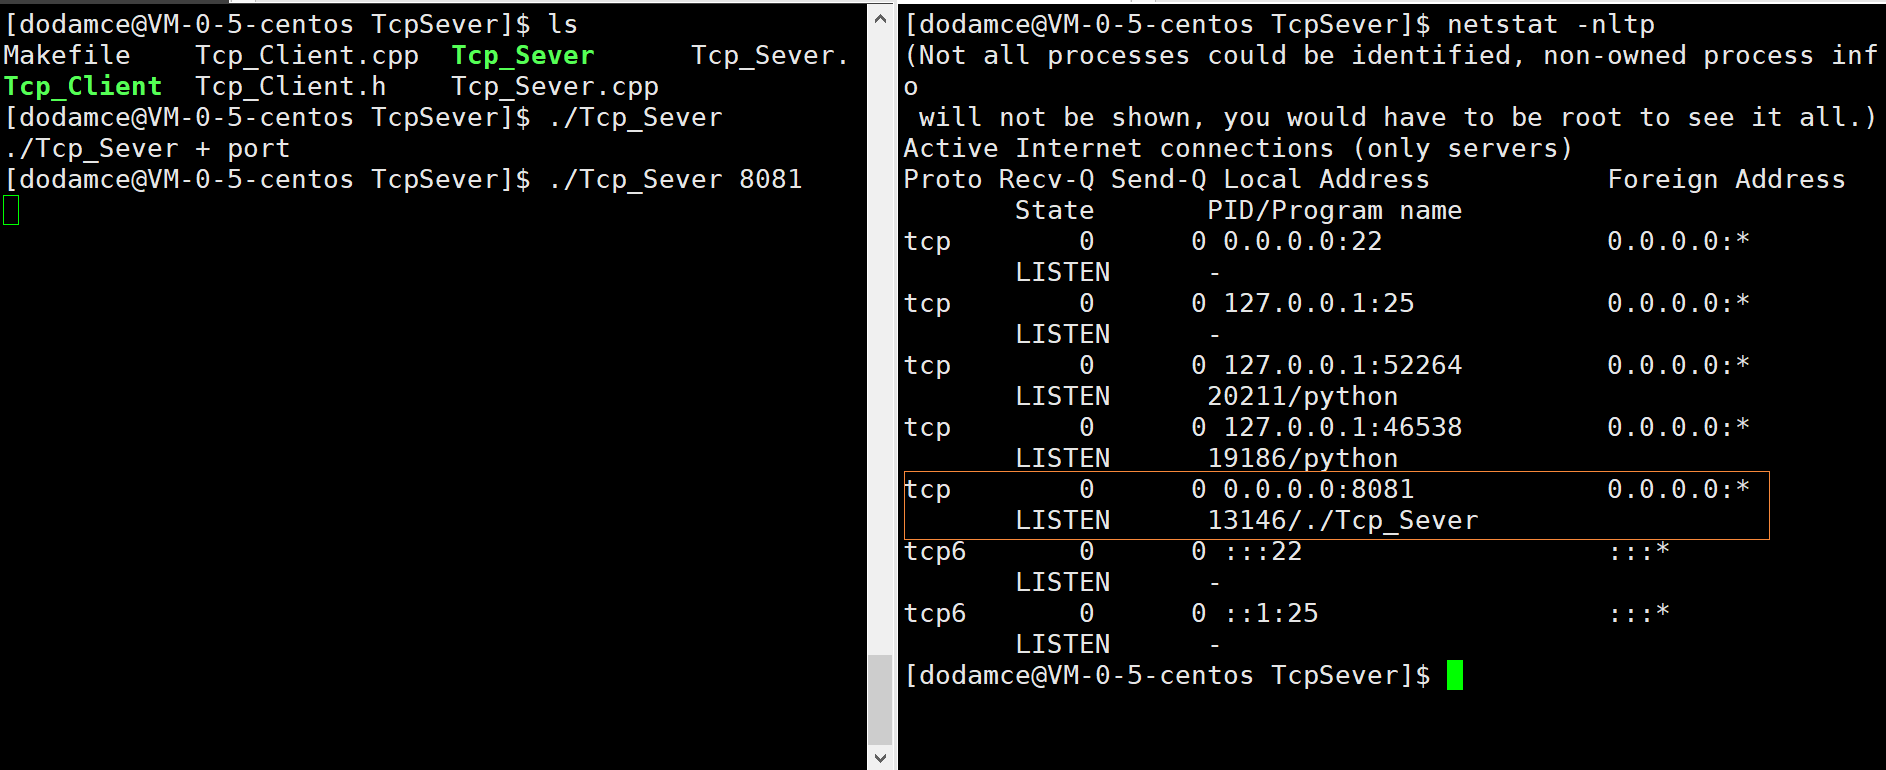 [dodamce@VM-0-5-centos TcpSever]$ ls
Makefile    Tcp_Client.cpp  Tcp_Sever      Tcp_Sever.
Tcp_Client  Tcp_Client.h    Tcp_Sever.cpp
[dodamce@VM-0-5-centos TcpSever]$ ./Tcp_Sever
./Tcp_Sever + port
[dodamce@VM-0-5-centos TcpSever]$ ./Tcp_Sever 8081
[dodamce@VM-0-5-centos TcpSever]$ netstat -nltp
(Not all processes could be identified, non-owned process inf
o
 will not be shown, you would have to be root to see it all.)
Active Internet connections (only servers)
Proto Recv-Q Send-Q Local Address           Foreign Address
       State       PID/Program name
tcp        0      0 0.0.0.0:22              0.0.0.0:*
       LISTEN      -
tcp        0      0 127.0.0.1:25            0.0.0.0:*
       LISTEN      -
tcp        0      0 127.0.0.1:52264         0.0.0.0:*
       LISTEN      20211/python
tcp        0      0 127.0.0.1:46538         0.0.0.0:*
       LISTEN      19186/python
tcp        0      0 0.0.0.0:8081            0.0.0.0:*
       LISTEN      13146/./Tcp_Sever
tcp6       0      0 :::22                   :::*
       LISTEN      -
tcp6       0      0 ::1:25                  :::*
       LISTEN      -
[dodamce@VM-0-5-centos TcpSever]$